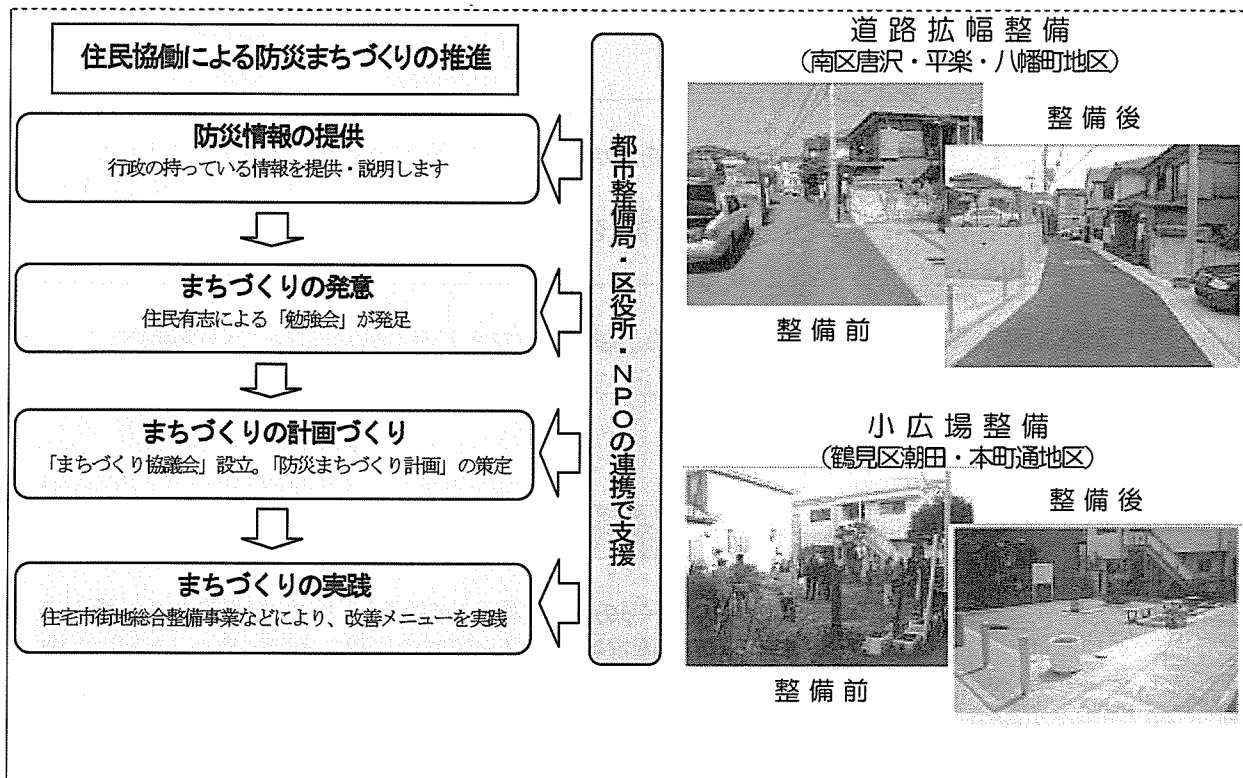 住民協働による防災まちづくりの推進
防災情報の提供
行政の持っている情報を提供・説明します
まちづくりの発意
住民有志による「勉強会」が発足
まちづくりの計画づくり
「まちづくり協議会」設立。「防災まちづくり計画」の策定
まちづくりの実践
住宅市街地総合整備事業などにより、改善メニューを実践
都市整備局・区役所・NPOの連携で支援
道路拡幅整備
(南区唐沢・平楽・八幡町地区)
整備後
整備前
小広場整備
(鶴見区潮田・本町通地区)
整備後
整備前